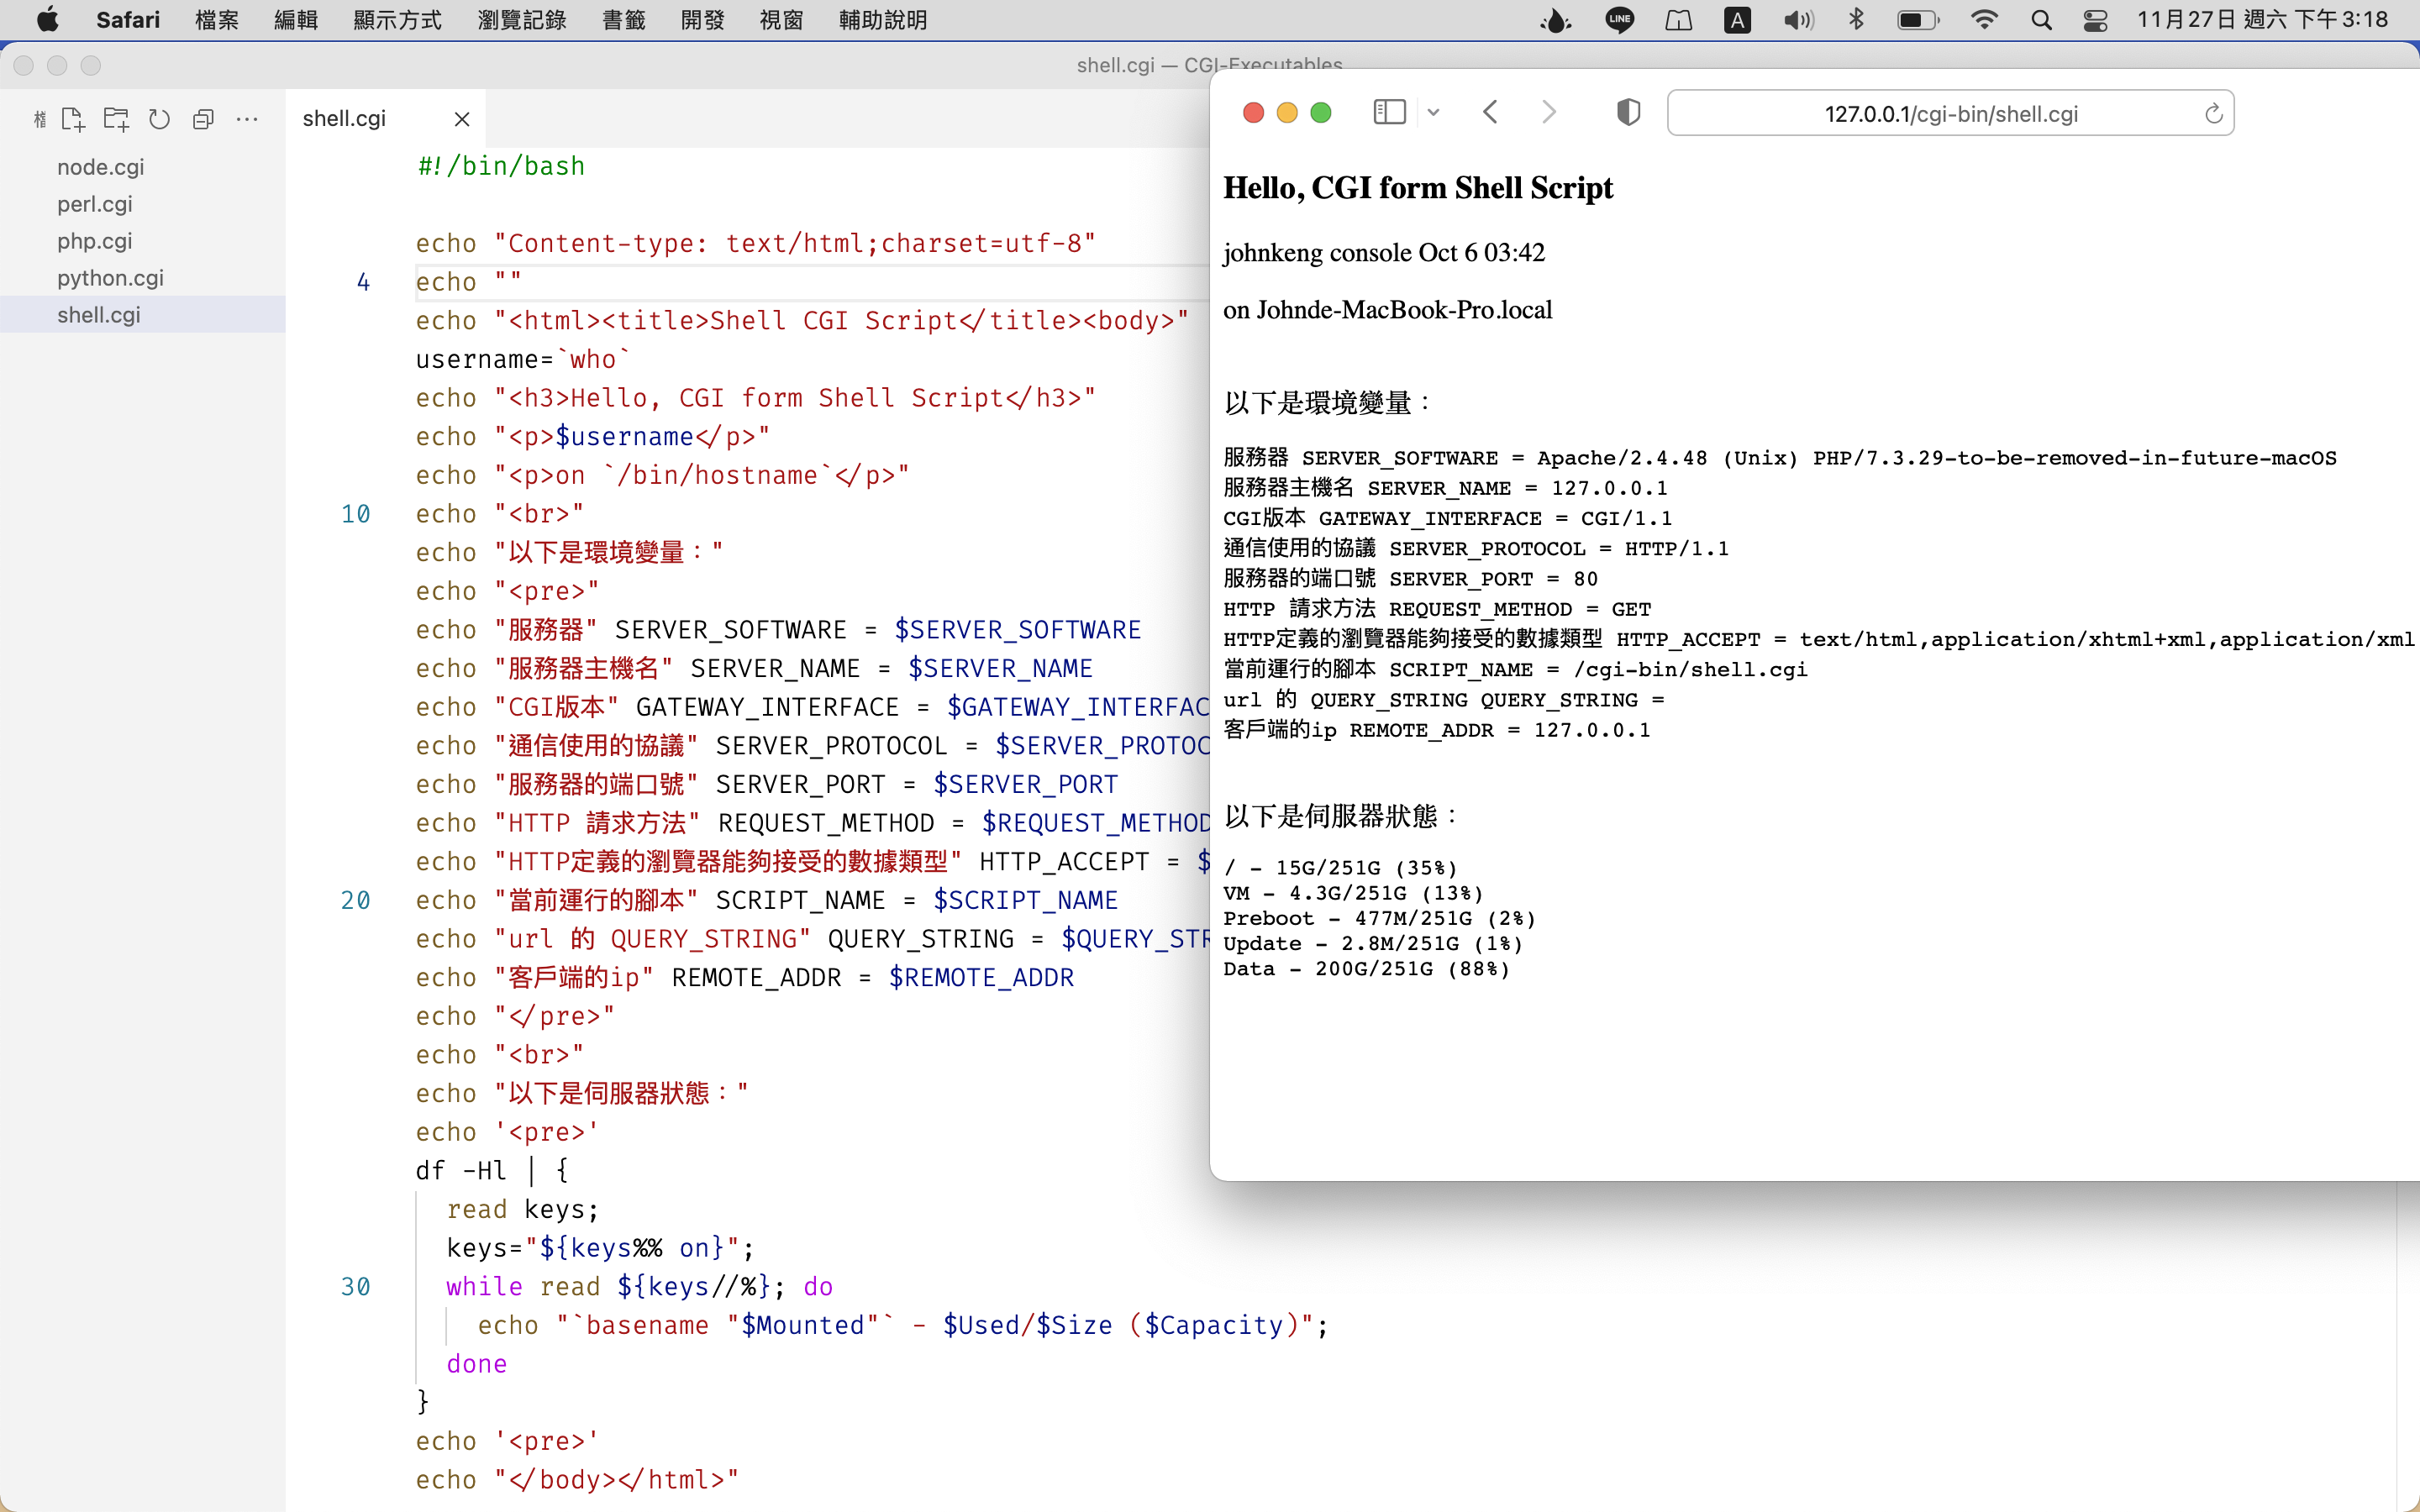 Safari 檔案 編輯 顯示方式 瀏覽記錄 書籤 開發 視窗 輔助說明 LINE A 11月27日 週六 下午3:18
shell.cgi — CGI-Executables
shell.cgi
node.cgi
perl.cgi
php.cgi
python.cgi
shell.cgi
#!/bin/bash
echo "Content-type: text/html;charset=utf-8"
4 echo ""
echo "<html><title>Shell CGI Script</title><body>"
username=`who`
echo "<h3>Hello, CGI form Shell Script</h3>"
echo "<p>$username</p>"
echo "<p>on `/bin/hostname`</p>"
10 echo "<br>"
echo "以下是環境變量："
echo "<pre>"
echo "服務器" SERVER_SOFTWARE = $SERVER_SOFTWARE
echo "服務器主機名" SERVER_NAME = $SERVER_NAME
echo "CGI版本" GATEWAY_INTERFACE = $GATEWAY_INTERFAC
echo "通信使用的協議" SERVER_PROTOCOL = $SERVER_PROTOC
echo "服務器的端口號" SERVER_PORT = $SERVER_PORT
echo "HTTP 請求方法" REQUEST_METHOD = $REQUEST_METHOD
echo "HTTP定義的瀏覽器能夠接受的數據類型" HTTP_ACCEPT = $
20 echo "當前運行的腳本" SCRIPT_NAME = $SCRIPT_NAME
echo "url 的 QUERY_STRING" QUERY_STRING = $QUERY_STR
echo "客戶端的ip" REMOTE_ADDR = $REMOTE_ADDR
echo "</pre>"
echo "<br>"
echo "以下是伺服器狀態："
echo '<pre>'
df -Hl | {
read keys;
keys="${keys%% on}";
30 while read ${keys//%}; do
echo "`basename "$Mounted"` - $Used/$Size ($Capacity)";
done
}
echo '<pre>'
echo "</body></html>"
127.0.0.1/cgi-bin/shell.cgi
Hello, CGI form Shell Script
johnkeng console Oct 6 03:42
on Johnde-MacBook-Pro.local
以下是環境變量：
服務器 SERVER_SOFTWARE = Apache/2.4.48 (Unix) PHP/7.3.29-to-be-removed-in-future-macOS
服務器主機名 SERVER_NAME = 127.0.0.1
CGI版本 GATEWAY_INTERFACE = CGI/1.1
通信使用的協議 SERVER_PROTOCOL = HTTP/1.1
服務器的端口號 SERVER_PORT = 80
HTTP 請求方法 REQUEST_METHOD = GET
HTTP定義的瀏覽器能夠接受的數據類型 HTTP_ACCEPT = text/html,application/xhtml+xml,application/xml
當前運行的腳本 SCRIPT_NAME = /cgi-bin/shell.cgi
url 的 QUERY_STRING QUERY_STRING =
客戶端的ip REMOTE_ADDR = 127.0.0.1
以下是伺服器狀態：
/ - 15G/251G (35%)
VM - 4.3G/251G (13%)
Preboot - 477M/251G (2%)
Update - 2.8M/251G (1%)
Data - 200G/251G (88%)